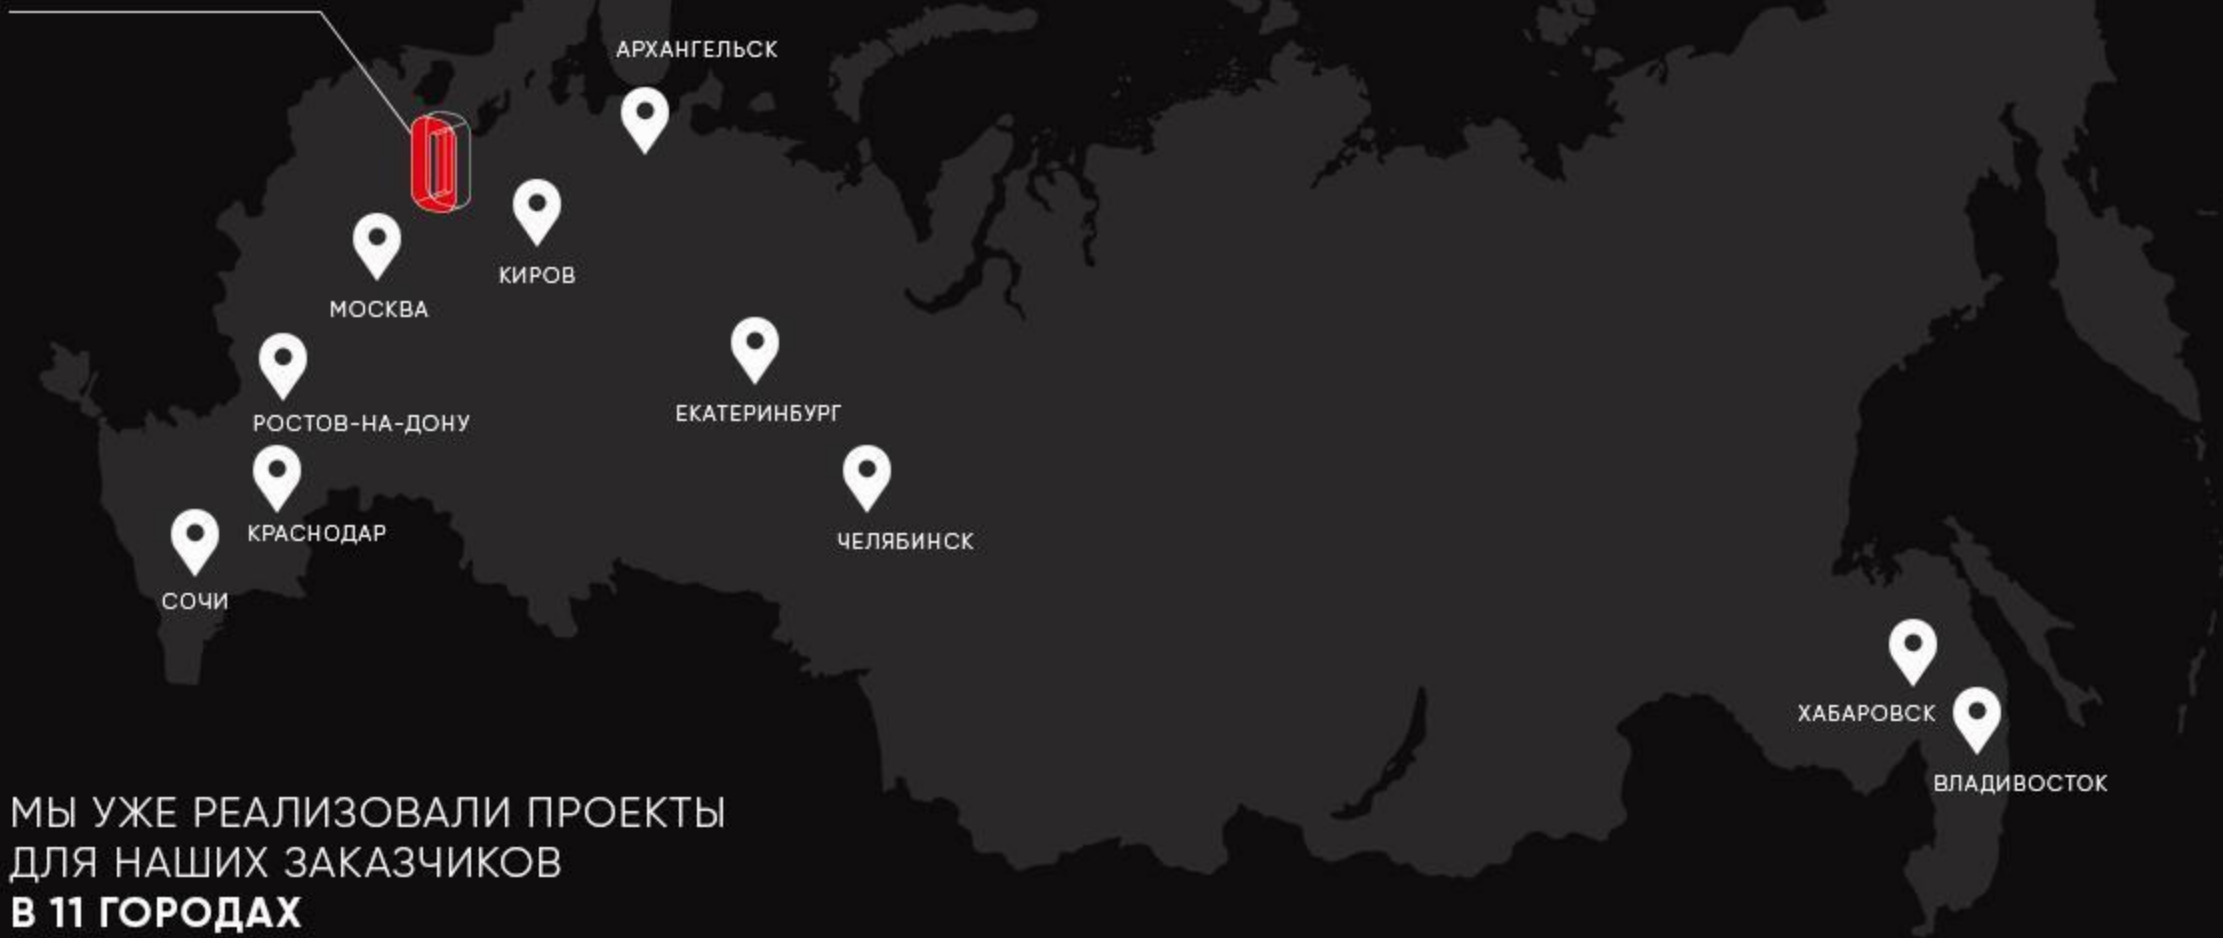 АРХАНГЕЛЬСК
КИРОВ
МОСКВА
РОСТОВ-НА-ДОНУ
ЕКАТЕРИНБУРГ
КРАСНОДАР
ЧЕЛЯБИНСК
СОЧИ
ХАБАРОВСК
ВЛАДИВОСТОК
МЫ УЖЕ РЕАЛИЗОВАЛИ ПРОЕКТЫ
ДЛЯ НАШИХ ЗАКАЗЧИКОВ
В 11 ГОРОДАХ